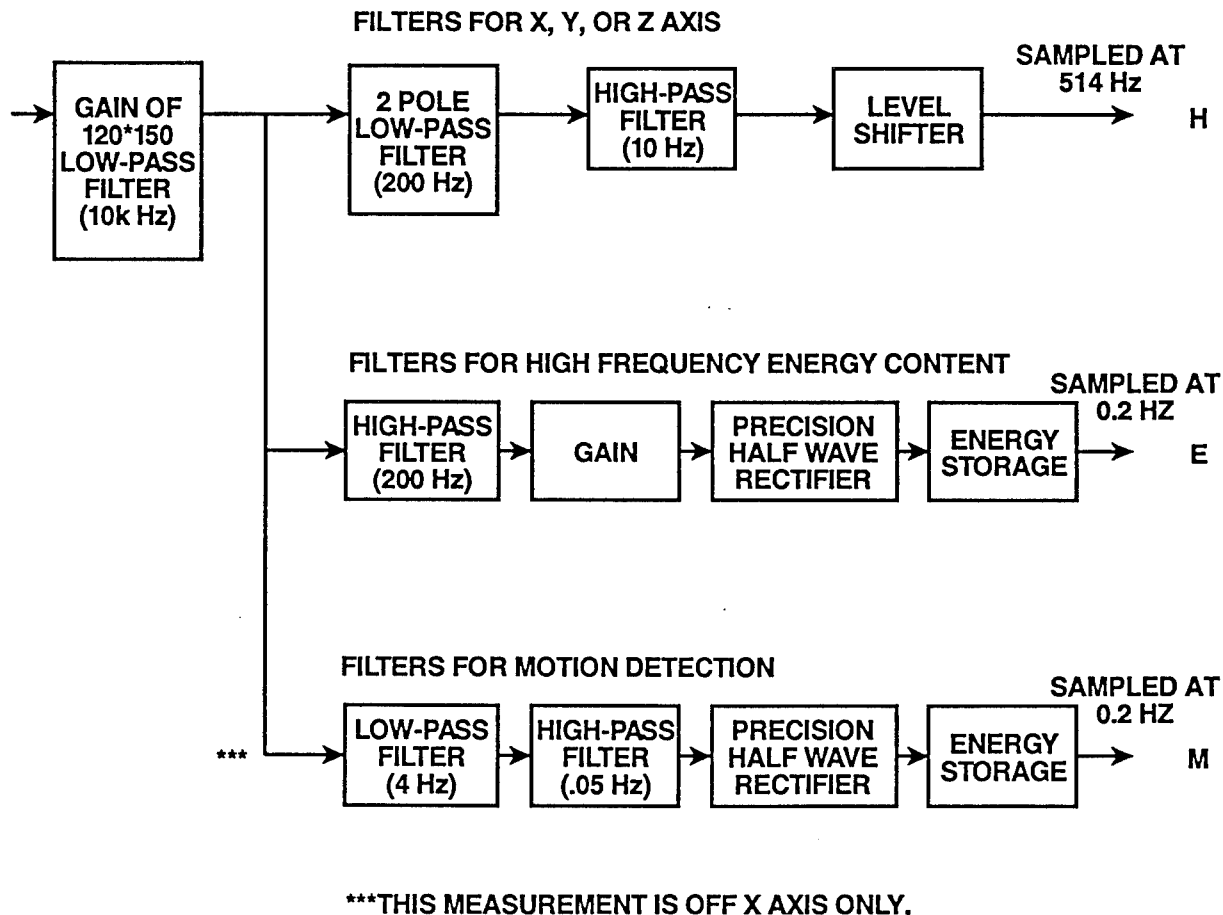 FILTERS FOR X, Y, OR Z AXIS
GAIN OF
120*150
LOW-PASS
FILTER
(10k Hz)
2 POLE
LOW-PASS
FILTER
(200 Hz)
HIGH-PASS
FILTER
(10 Hz)
LEVEL
SHIFTER
SAMPLED AT
514 Hz
H
FILTERS FOR HIGH FREQUENCY ENERGY CONTENT
HIGH-PASS
FILTER
(200 Hz)
GAIN
PRECISION
HALF WAVE
RECTIFIER
ENERGY
STORAGE
SAMPLED AT
0.2 HZ
E
FILTERS FOR MOTION DETECTION
***
LOW-PASS
FILTER
(4 Hz)
HIGH-PASS
FILTER
(.05 Hz)
PRECISION
HALF WAVE
RECTIFIER
ENERGY
STORAGE
SAMPLED AT
0.2 HZ
M
***THIS MEASUREMENT IS OFF X AXIS ONLY.